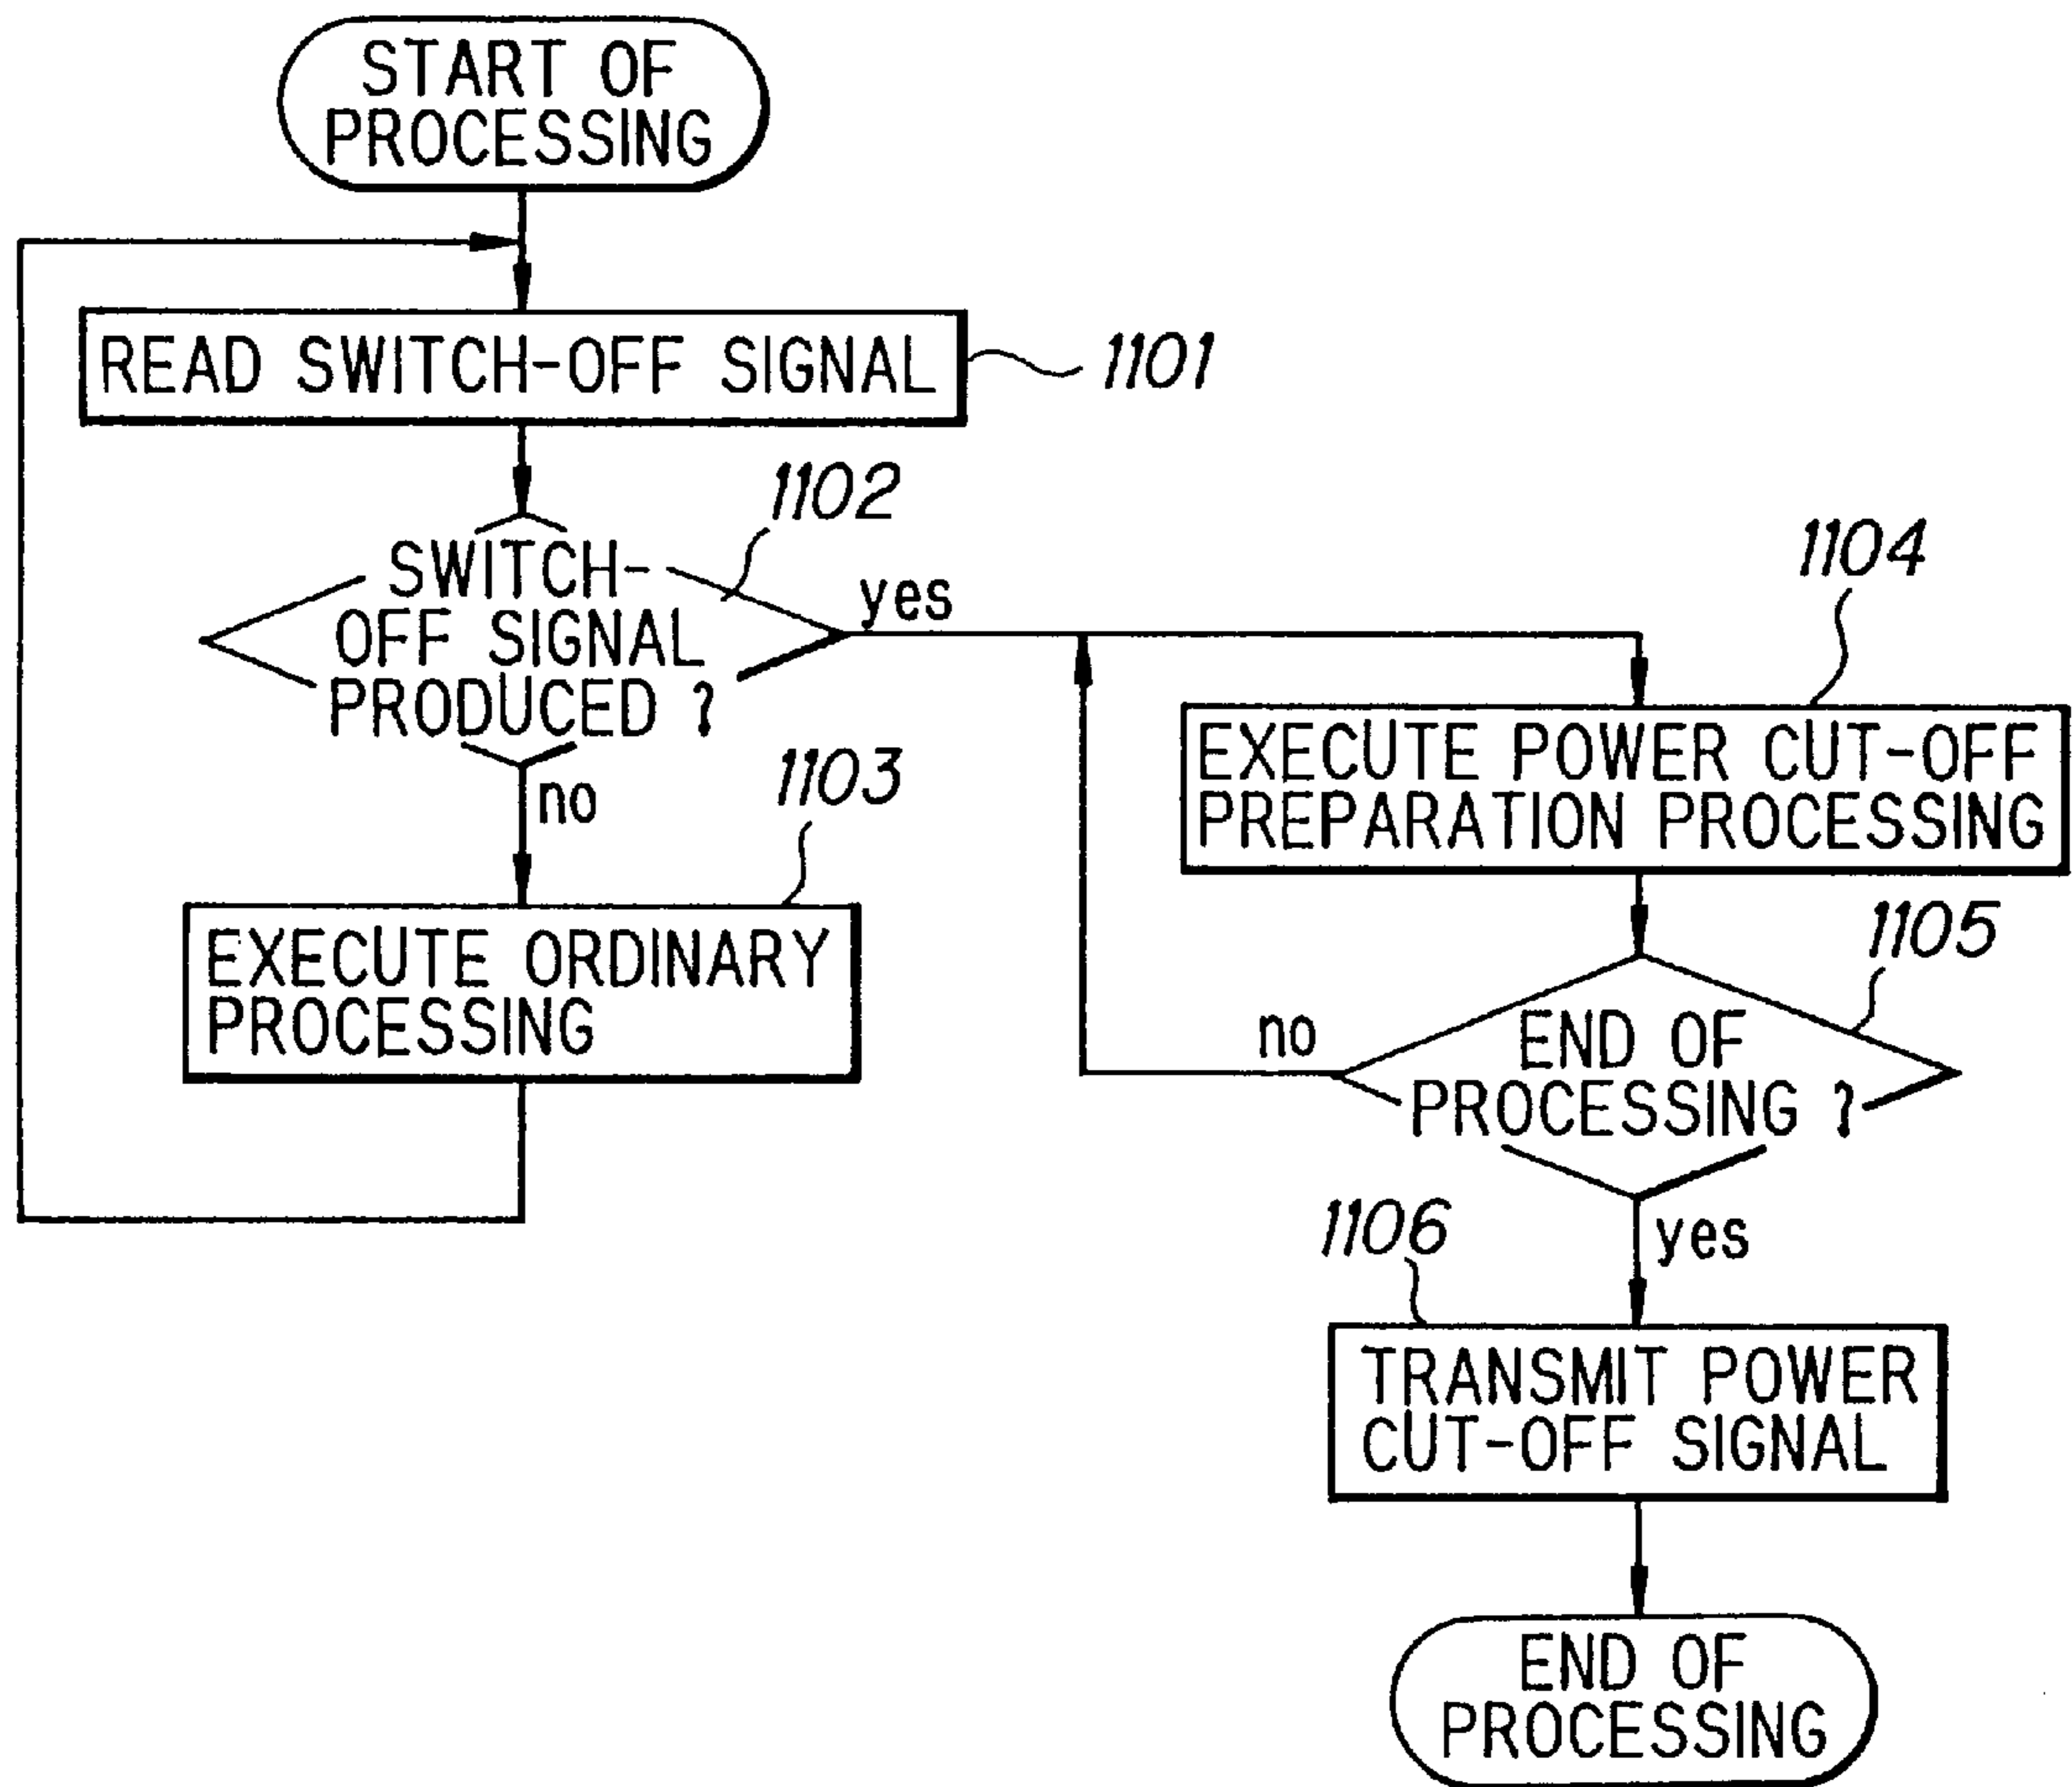 START OF
PROCESSING
READ SWITCH-OFF SIGNAL
1101
1102
SWITCH-
OFF SIGNAL
PRODUCED ?
yes
no
1103
EXECUTE ORDINARY
PROCESSING
1104
EXECUTE POWER CUT-OFF
PREPARATION PROCESSING
1105
END OF
PROCESSING ?
no
yes
1106
TRANSMIT POWER
CUT-OFF SIGNAL
END OF
PROCESSING